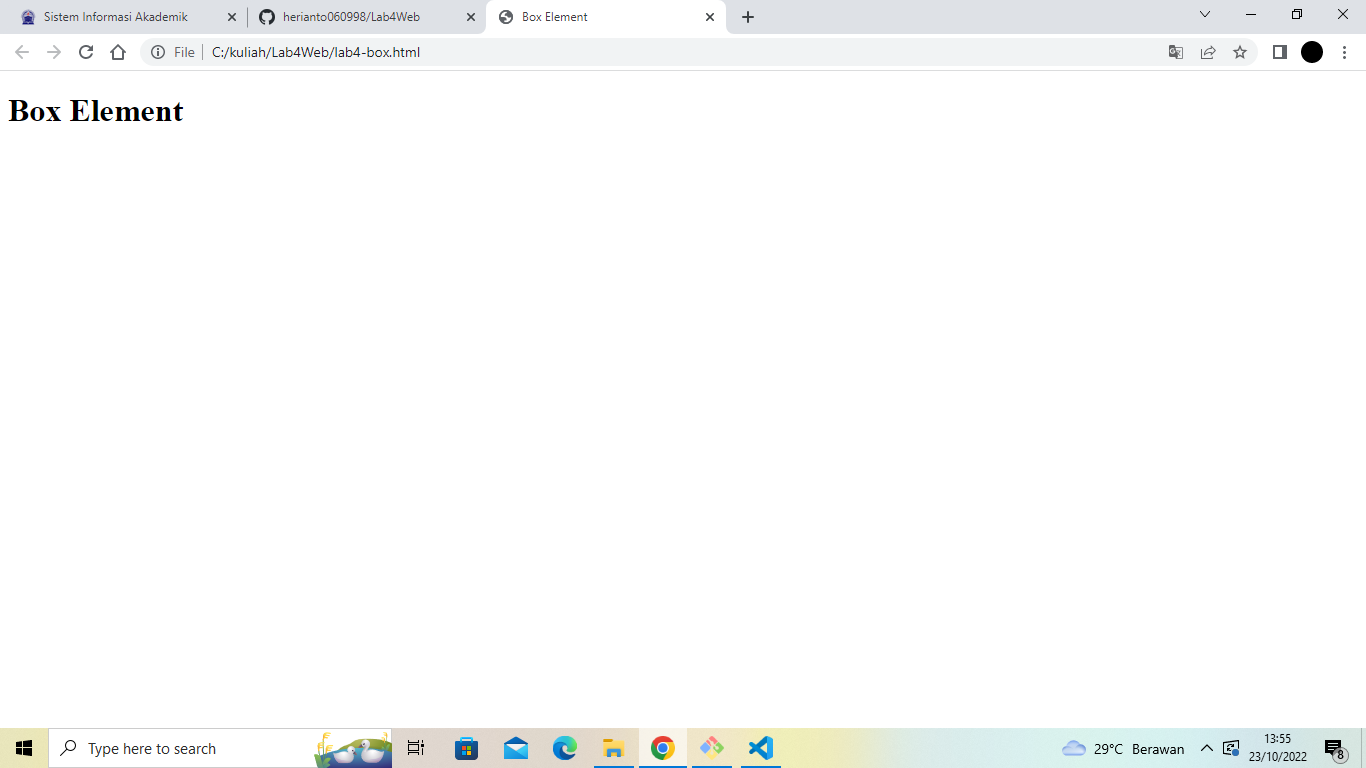 Sistem Informasi Akademik
herianto060998/Lab4Web
Box Element
File
C:/kuliah/Lab4Web/lab4-box.html
Box Element
Type here to search
29°C Berawan
13:55
23/10/2022
8